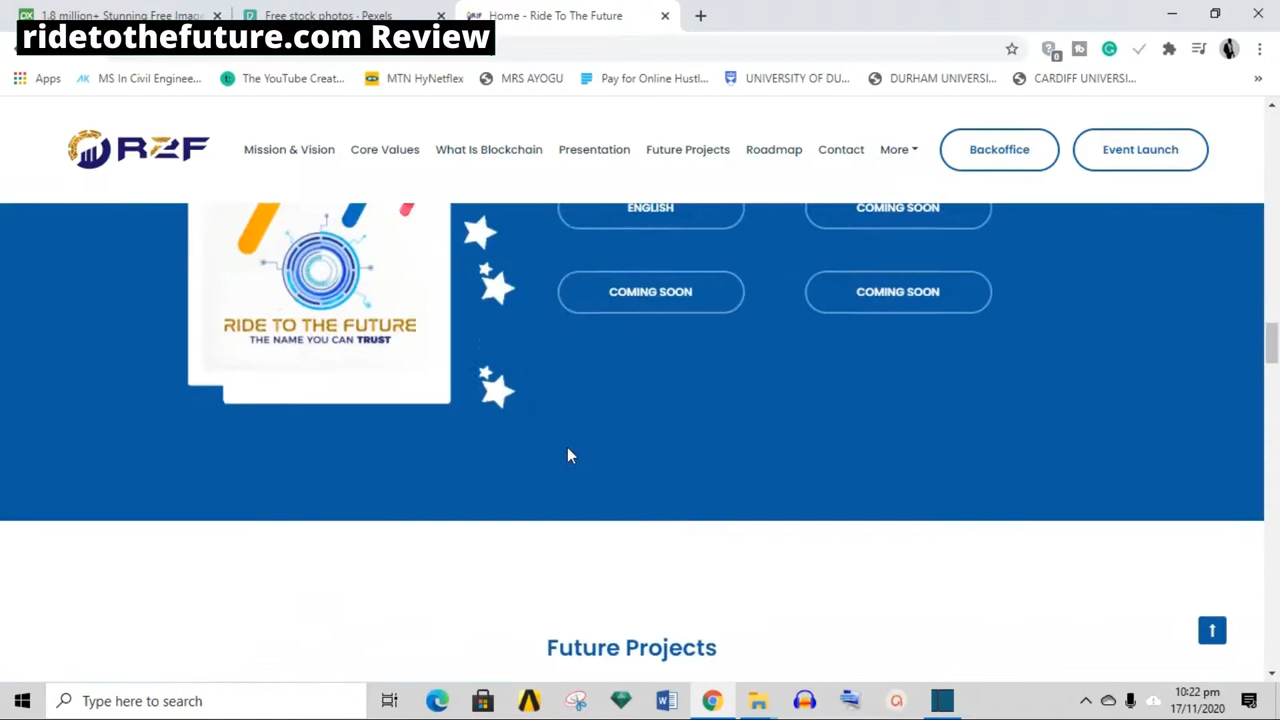 1.8 million+ Stunning Free Imag
Free stock photos - Pexels
Home - Ride To The Future
ridetothefuture.com Review
Apps
MS In Civil Enginee...
The YouTube Creat...
MTN HyNetflex
MRS AYOGU
Pay for Online Hustl...
UNIVERSITY OF DU...
DURHAM UNIVERSI...
CARDIFF UNIVERSI...
»
R2F
Mission & Vision
Core Values
What Is Blockchain
Presentation
Future Projects
Roadmap
Contact
More
Backoffice
Event Launch
ENGLISH
COMING SOON
COMING SOON
COMING SOON
RIDE TO THE FUTURE
THE NAME YOU CAN TRUST
Future Projects
Type here to search
10:22 pm
17/11/2020